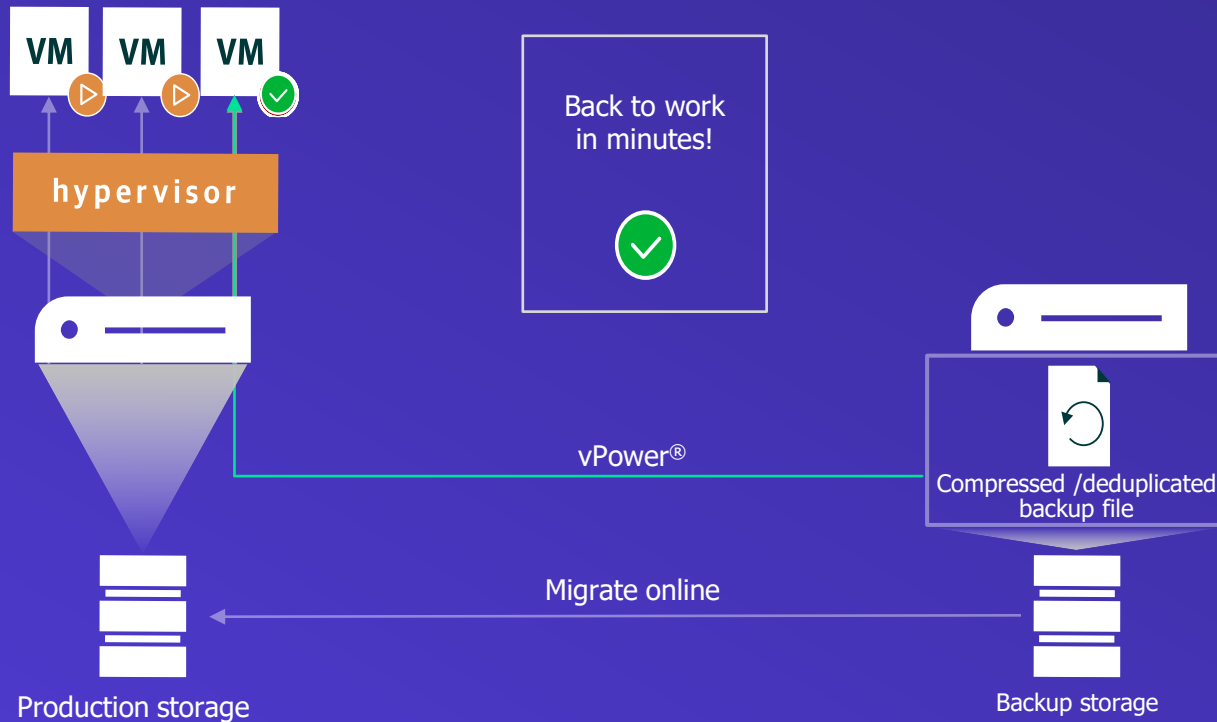 VM VM VM
hypervisor
Back to work
in minutes!
vPower®
Compressed /deduplicated
backup file
Migrate online
Production storage
Backup storage